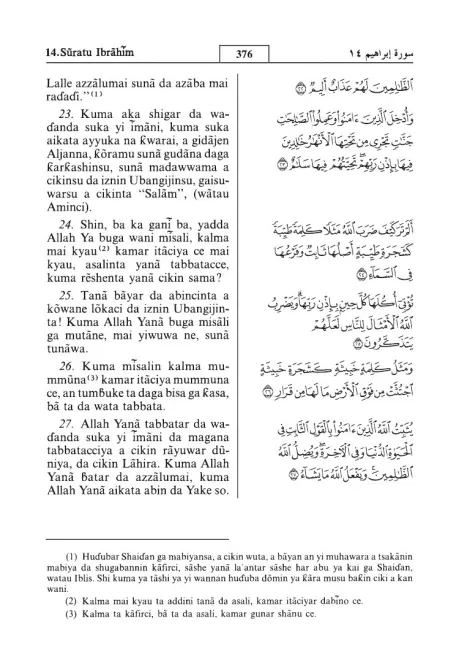 14. Sūratu Ibrāhīm 376 سورة إبراهيم ١٤
Lalle azzālumai sunā da azāba mai
raɗaɗi.”(1)
23. Kuma aka shigar da wa-
ɗanda suka yi īmāni, kuma suka
aikata ayyuka na ƙwarai, a gidājen
Aljanna, ƙōramu sunā gudāna daga
ƙarƙashinsu, sunā madawwama a
cikinsu da iznin Ubangijinsu, gaisu-
warsu a cikinta “Salām”, (wātau
Aminci).
24. Shin, ba ka ganī ba, yadda
Allah Ya buga wani mīsali, kalma
mai kyau(2) kamar itāciya ce mai
kyau, asalinta yanā tabbatacce,
kuma rēshenta yanā cikin sama?
25. Tanā bāyar da abincinta a
kōwane lōkaci da iznin Ubangijin-
ta! Kuma Allah Yanā buga misāli
ga mutāne, mai yiwuwa ne, sunā
tunāwa.
26. Kuma mīsalin kalma mu-
mmūna(3) kamar itāciya mummuna
ce, an tumɓuke ta daga bisa ga ƙasa,
bā ta da wata tabbata.
27. Allah Yanā tabbatar da wa-
ɗanda suka yi īmāni da magana
tabbatacciya a cikin rāyuwar dū-
niya, da cikin Lāhira. Kuma Allah
Yanā ɓatar da azzālumai, kuma
Allah Yanā aikata abin da Yake so.
ٱلظَّٰلِمِينَ لَهُمْ عَذَابٌ أَلِيمٌ ٢٢
وَأُدْخِلَ ٱلَّذِينَ ءَامَنُوا۟ وَعَمِلُوا۟ ٱلصَّٰلِحَٰتِ
جَنَّٰتٍ تَجْرِى مِن تَحْتِهَا ٱلْأَنْهَٰرُ خَٰلِدِينَ
فِيهَا بِإِذْنِ رَبِّهِمْ تَحِيَّتُهُمْ فِيهَا سَلَٰمٌ ٢٣
أَلَمْ تَرَ كَيْفَ ضَرَبَ ٱللَّهُ مَثَلًا كَلِمَةً طَيِّبَةً
كَشَجَرَةٍ طَيِّبَةٍ أَصْلُهَا ثَابِتٌ وَفَرْعُهَا
فِى ٱلسَّمَآءِ ٢٤
تُؤْتِىٓ أُكُلَهَا كُلَّ حِينٍۭ بِإِذْنِ رَبِّهَا وَيَضْرِبُ
ٱللَّهُ ٱلْأَمْثَالَ لِلنَّاسِ لَعَلَّهُمْ
يَتَذَكَّرُونَ ٢٥
وَمَثَلُ كَلِمَةٍ خَبِيثَةٍ كَشَجَرَةٍ خَبِيثَةٍ
ٱجْتُثَّتْ مِن فَوْقِ ٱلْأَرْضِ مَا لَهَا مِن قَرَارٍ ٢٦
يُثَبِّتُ ٱللَّهُ ٱلَّذِينَ ءَامَنُوا۟ بِٱلْقَوْلِ ٱلثَّابِتِ فِى
ٱلْحَيَوٰةِ ٱلدُّنْيَا وَفِى ٱلْءَاخِرَةِ وَيُضِلُّ ٱللَّهُ
ٱلظَّٰلِمِينَ وَيَفْعَلُ ٱللَّهُ مَا يَشَآءُ ٢٧
(1) Huɗubar Shaiɗan ga mabiyansa, a cikin wuta, a bāyan an yi muhawara a tsakānin
mabiya da shugabannin kāfirci, sāshe yanā la'antar sāshe har abu ya kai ga Shaiɗan,
watau Iblis. Shi kuma ya tāshi ya yi wannan huɗuba dōmin ya ƙāra musu baƙin ciki a kan
wani.
(2) Kalma mai kyau ta addini tanā da asali, kamar itāciyar dabīno ce.
(3) Kalma ta kāfirci, bā ta da asali, kamar gunar shānu ce.